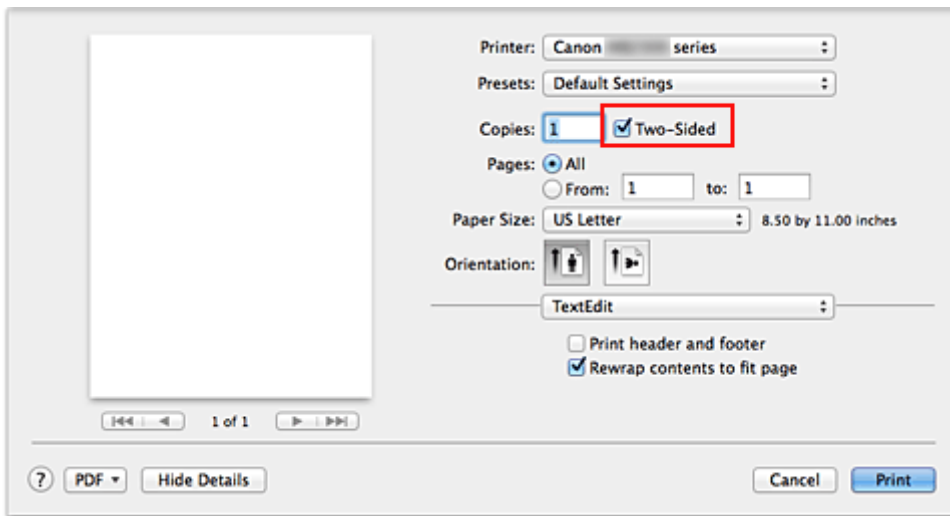 Printer: Canon series
Presets: Default Settings
Copies: 1 Two-Sided
Pages: All
From: 1 to: 1
Paper Size: US Letter 8.50 by 11.00 inches
Orientation:
TextEdit
Print header and footer
Rewrap contents to fit page
1 of 1
? PDF Hide Details Cancel Print